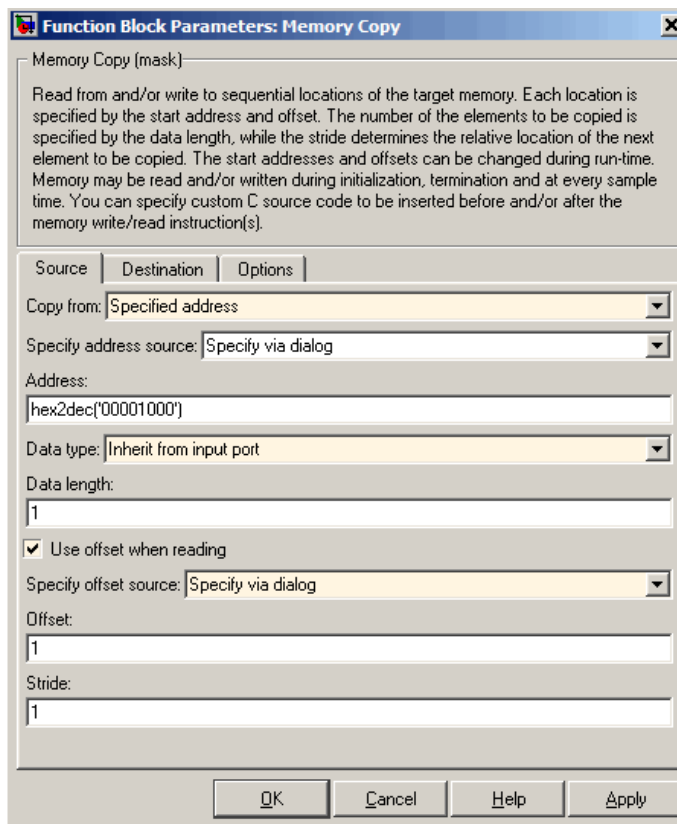 Function Block Parameters: Memory Copy
Memory Copy (mask)
Read from and/or write to sequential locations of the target memory. Each location is
specified by the start address and offset. The number of the elements to be copied is
specified by the data length, while the stride determines the relative location of the next
element to be copied. The start addresses and offsets can be changed during run-time.
Memory may be read and/or written during initialization, termination and at every sample
time. You can specify custom C source code to be inserted before and/or after the
memory write/read instruction(s).
Source Destination Options
Copy from: Specified address
Specify address source: Specify via dialog
Address:
hex2dec('00001000')
Data type: Inherit from input port
Data length:
1
Use offset when reading
Specify offset source: Specify via dialog
Offset:
1
Stride:
1
OK Cancel Help Apply